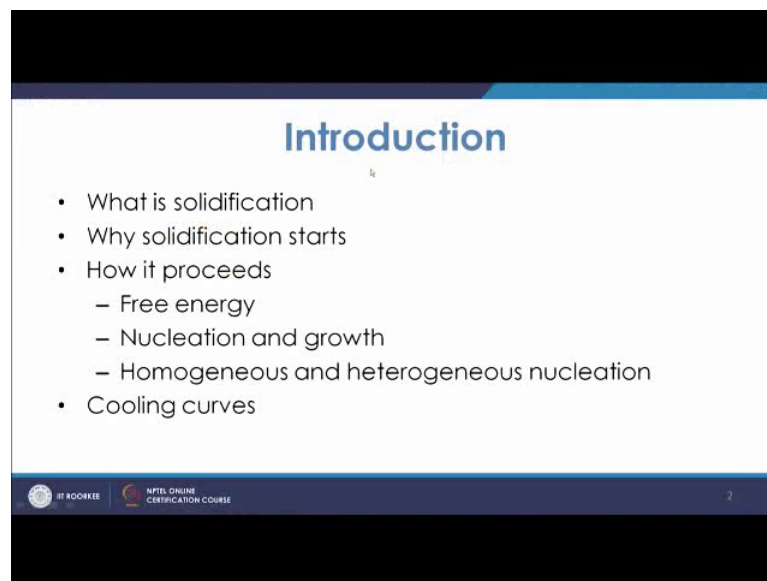 Introduction
• What is solidification
• Why solidification starts
• How it proceeds
– Free energy
– Nucleation and growth
– Homogeneous and heterogeneous nucleation
• Cooling curves
IIT ROORKEE
NPTEL ONLINE
CERTIFICATION COURSE
2